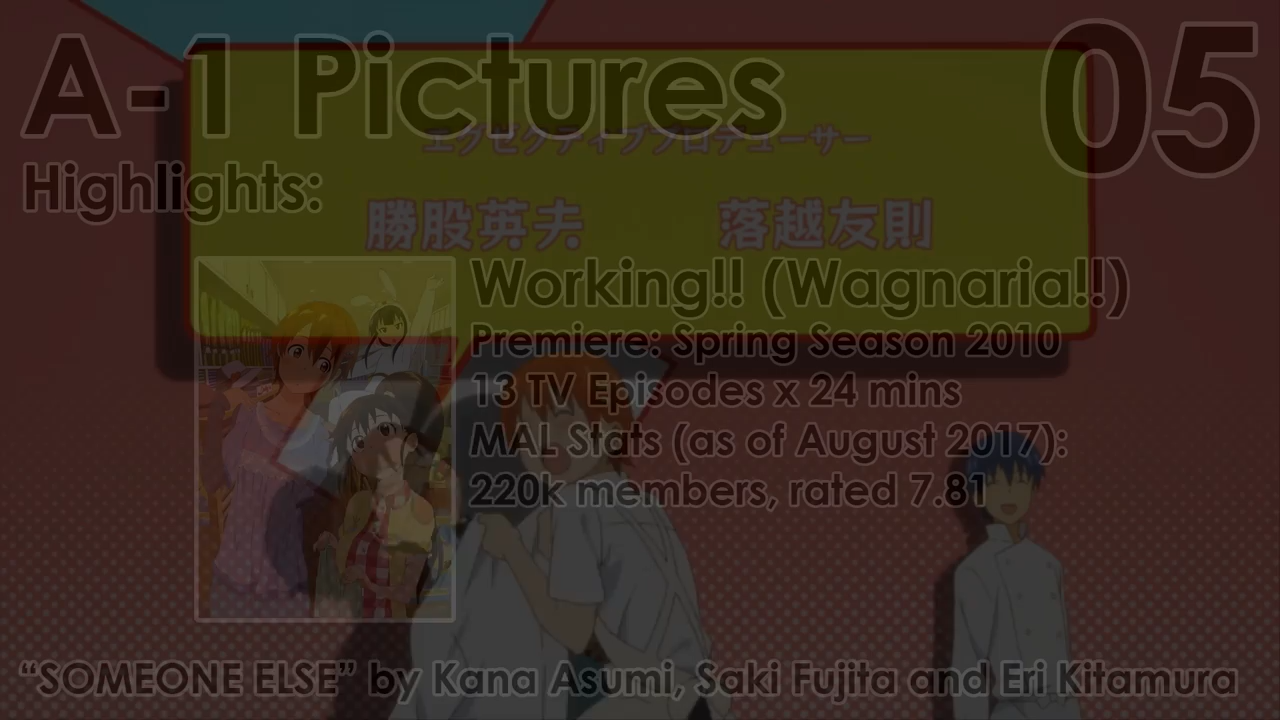 A-1 Pictures
05
エグゼクティブプロデューサー
Highlights:
勝股英夫 落越友則
Working!! (Wagnaria!!)
Premiere: Spring Season 2010
13 TV Episodes x 24 mins
MAL Stats (as of August 2017):
220k members, rated 7.81
“SOMEONE ELSE” by Kana Asumi, Saki Fujita and Eri Kitamura